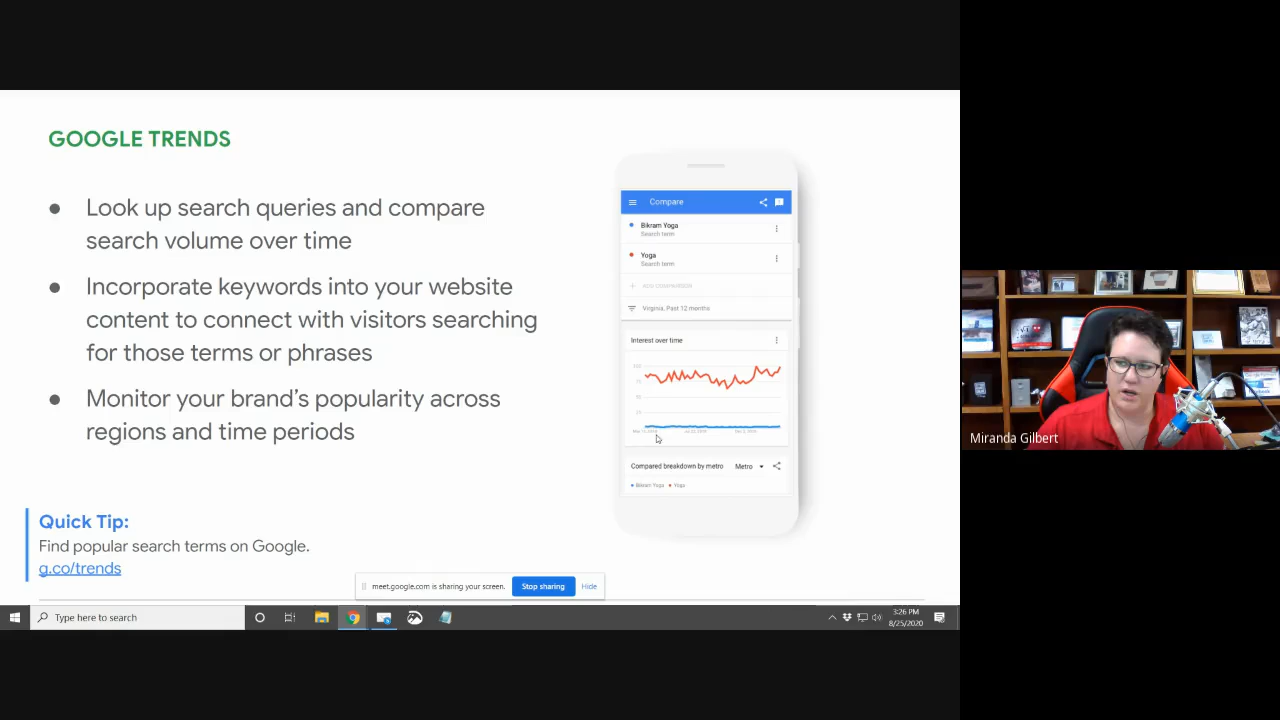 GOOGLE TRENDS
● Look up search queries and compare
search volume over time
● Incorporate keywords into your website
content to connect with visitors searching
for those terms or phrases
● Monitor your brand's popularity across
regions and time periods
Quick Tip:
Find popular search terms on Google.
g.co/trends
Compare
Bikram Yoga
Search term
Yoga
Search term
Virginia, Past 12 months
Interest over time
Compared breakdown by metro Metro
Bikram Yoga Yoga
meet.google.com is sharing your screen. Stop sharing Hide
Type here to search
3:26 PM
8/25/2020
Miranda Gilbert